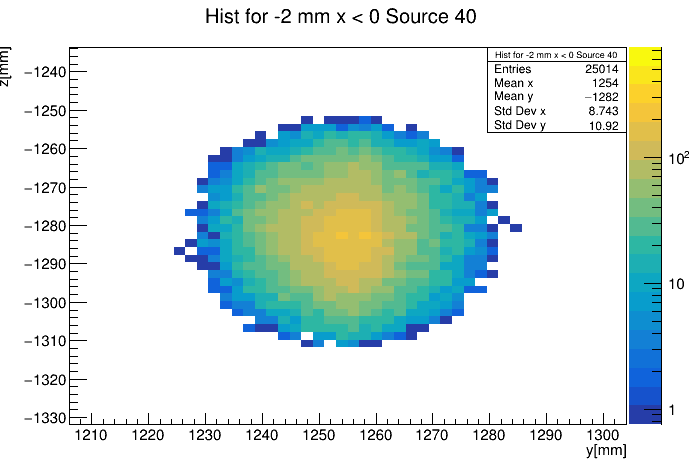 Hist for -2 mm x < 0 Source 40
z[mm]
Hist for -2 mm x < 0 Source 40
Entries 25014
Mean x 1254
Mean y −1282
Std Dev x 8.743
Std Dev y 10.92
−1240
−1250
−1260
−1270
−1280
−1290
−1300
−1310
−1320
−1330
10²
10
1
1210 1220 1230 1240 1250 1260 1270 1280 1290 1300
y[mm]